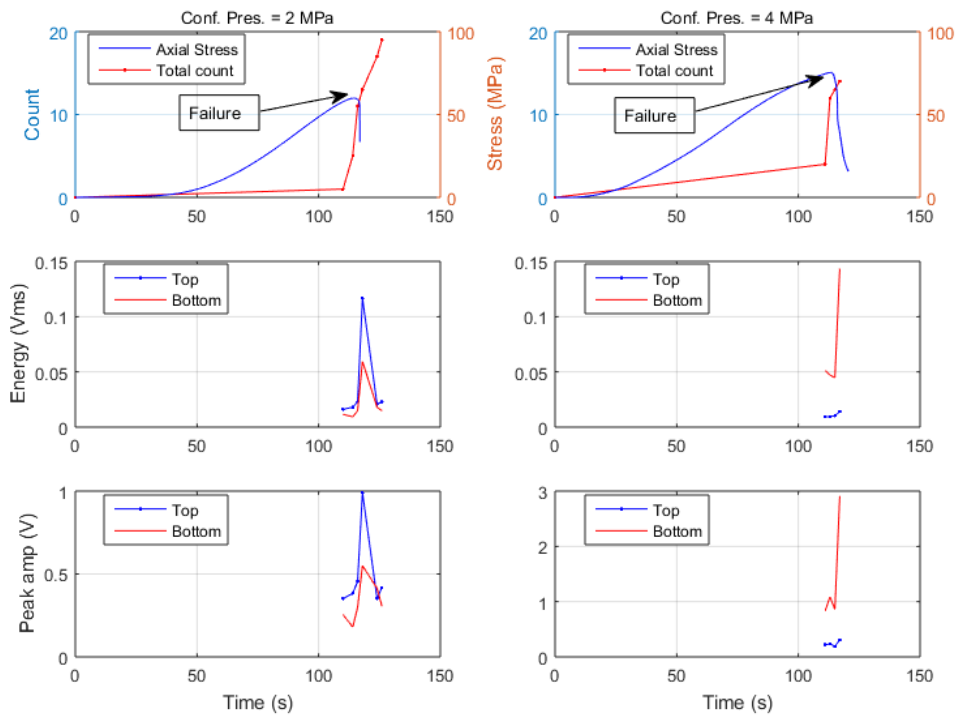 Conf. Pres. = 2 MPa
20
10
0
Count
Axial Stress
Total count
Failure
100
50
0
Stress (MPa)
0 50 100 150
Conf. Pres. = 4 MPa
20
10
0
Axial Stress
Total count
Failure
100
50
0
0 50 100 150
0.15
0.1
0.05
0
Energy (Vms)
Top
Bottom
0 50 100 150
0.15
0.1
0.05
0
Top
Bottom
0 50 100 150
1
0.5
0
Peak amp (V)
Top
Bottom
0 50 100 150
Time (s)
3
2
1
0
Top
Bottom
0 50 100 150
Time (s)